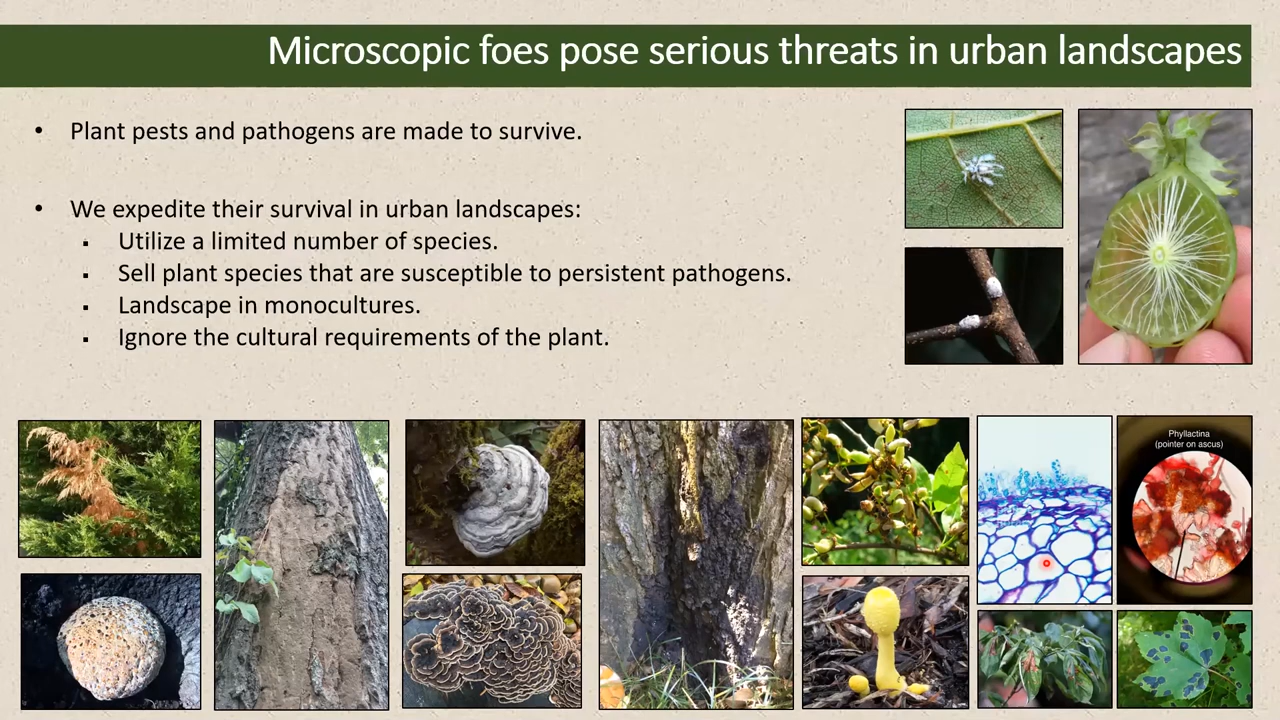 Microscopic foes pose serious threats in urban landscapes
• Plant pests and pathogens are made to survive.
• We expedite their survival in urban landscapes:
▪ Utilize a limited number of species.
▪ Sell plant species that are susceptible to persistent pathogens.
▪ Landscape in monocultures.
▪ Ignore the cultural requirements of the plant.
Phyllactina
(pointer on ascus)